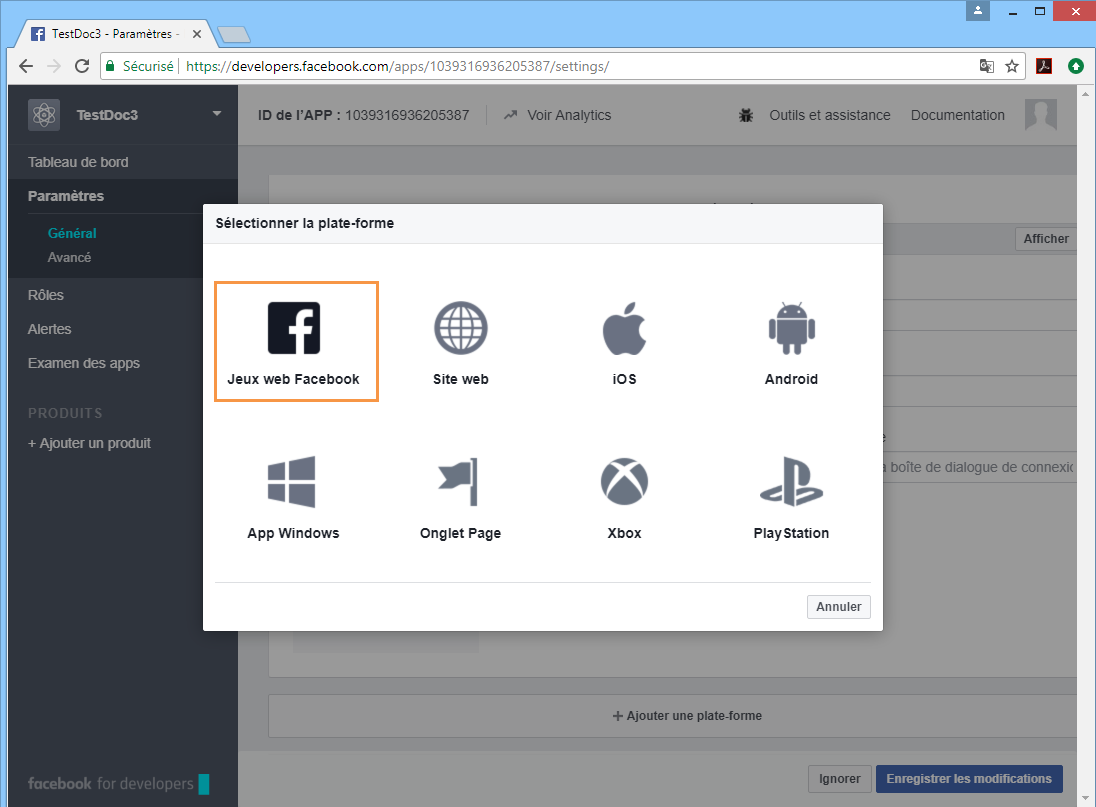 TestDoc3 - Paramètres -
Sécurisé https://developers.facebook.com/apps/1039316936205387/settings/
TestDoc3
ID de l'APP : 1039316936205387
Voir Analytics
Outils et assistance
Documentation
Tableau de bord
Paramètres
Général
Avancé
Rôles
Alertes
Examen des apps
PRODUITS
+ Ajouter un produit
facebook for developers
Afficher
Sélectionner la plate-forme
Jeux web Facebook
Site web
iOS
Android
App Windows
Onglet Page
Xbox
PlayStation
Annuler
boîte de dialogue de
+ Ajouter une plate-forme
Ignorer
Enregistrer les modifications